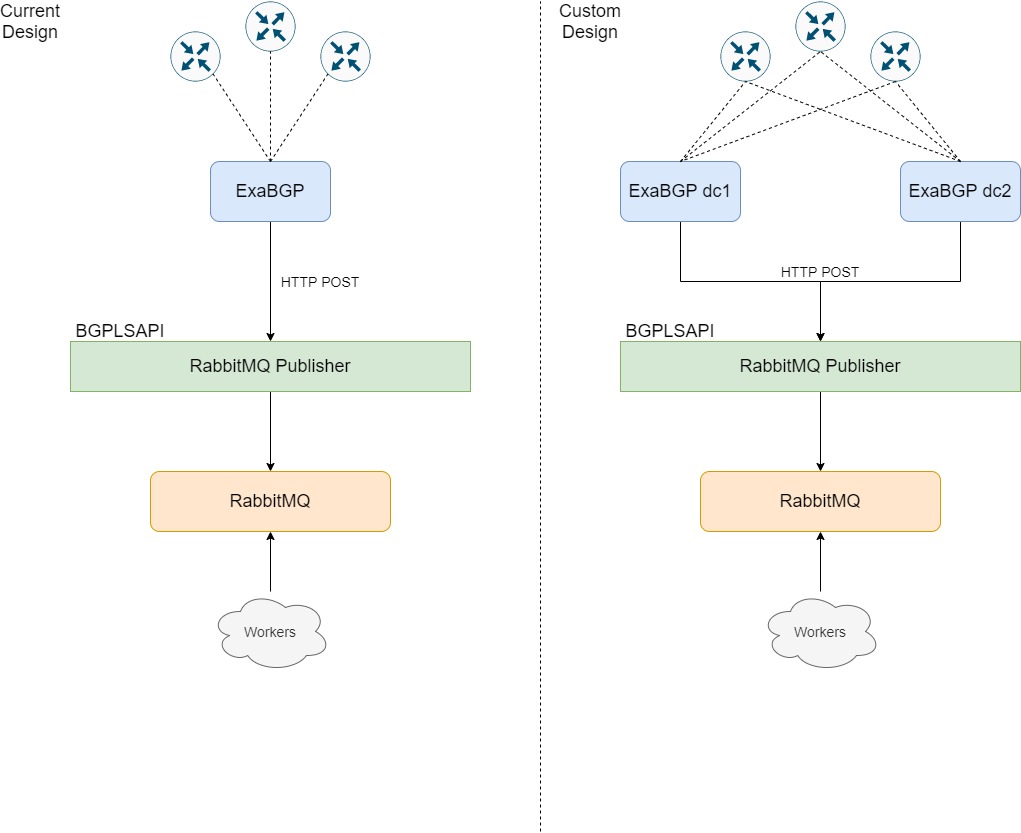 Current
Design
ExaBGP
HTTP POST
BGPLSAPI
RabbitMQ Publisher
RabbitMQ
Workers
Custom
Design
ExaBGP dc1
ExaBGP dc2
HTTP POST
BGPLSAPI
RabbitMQ Publisher
RabbitMQ
Workers